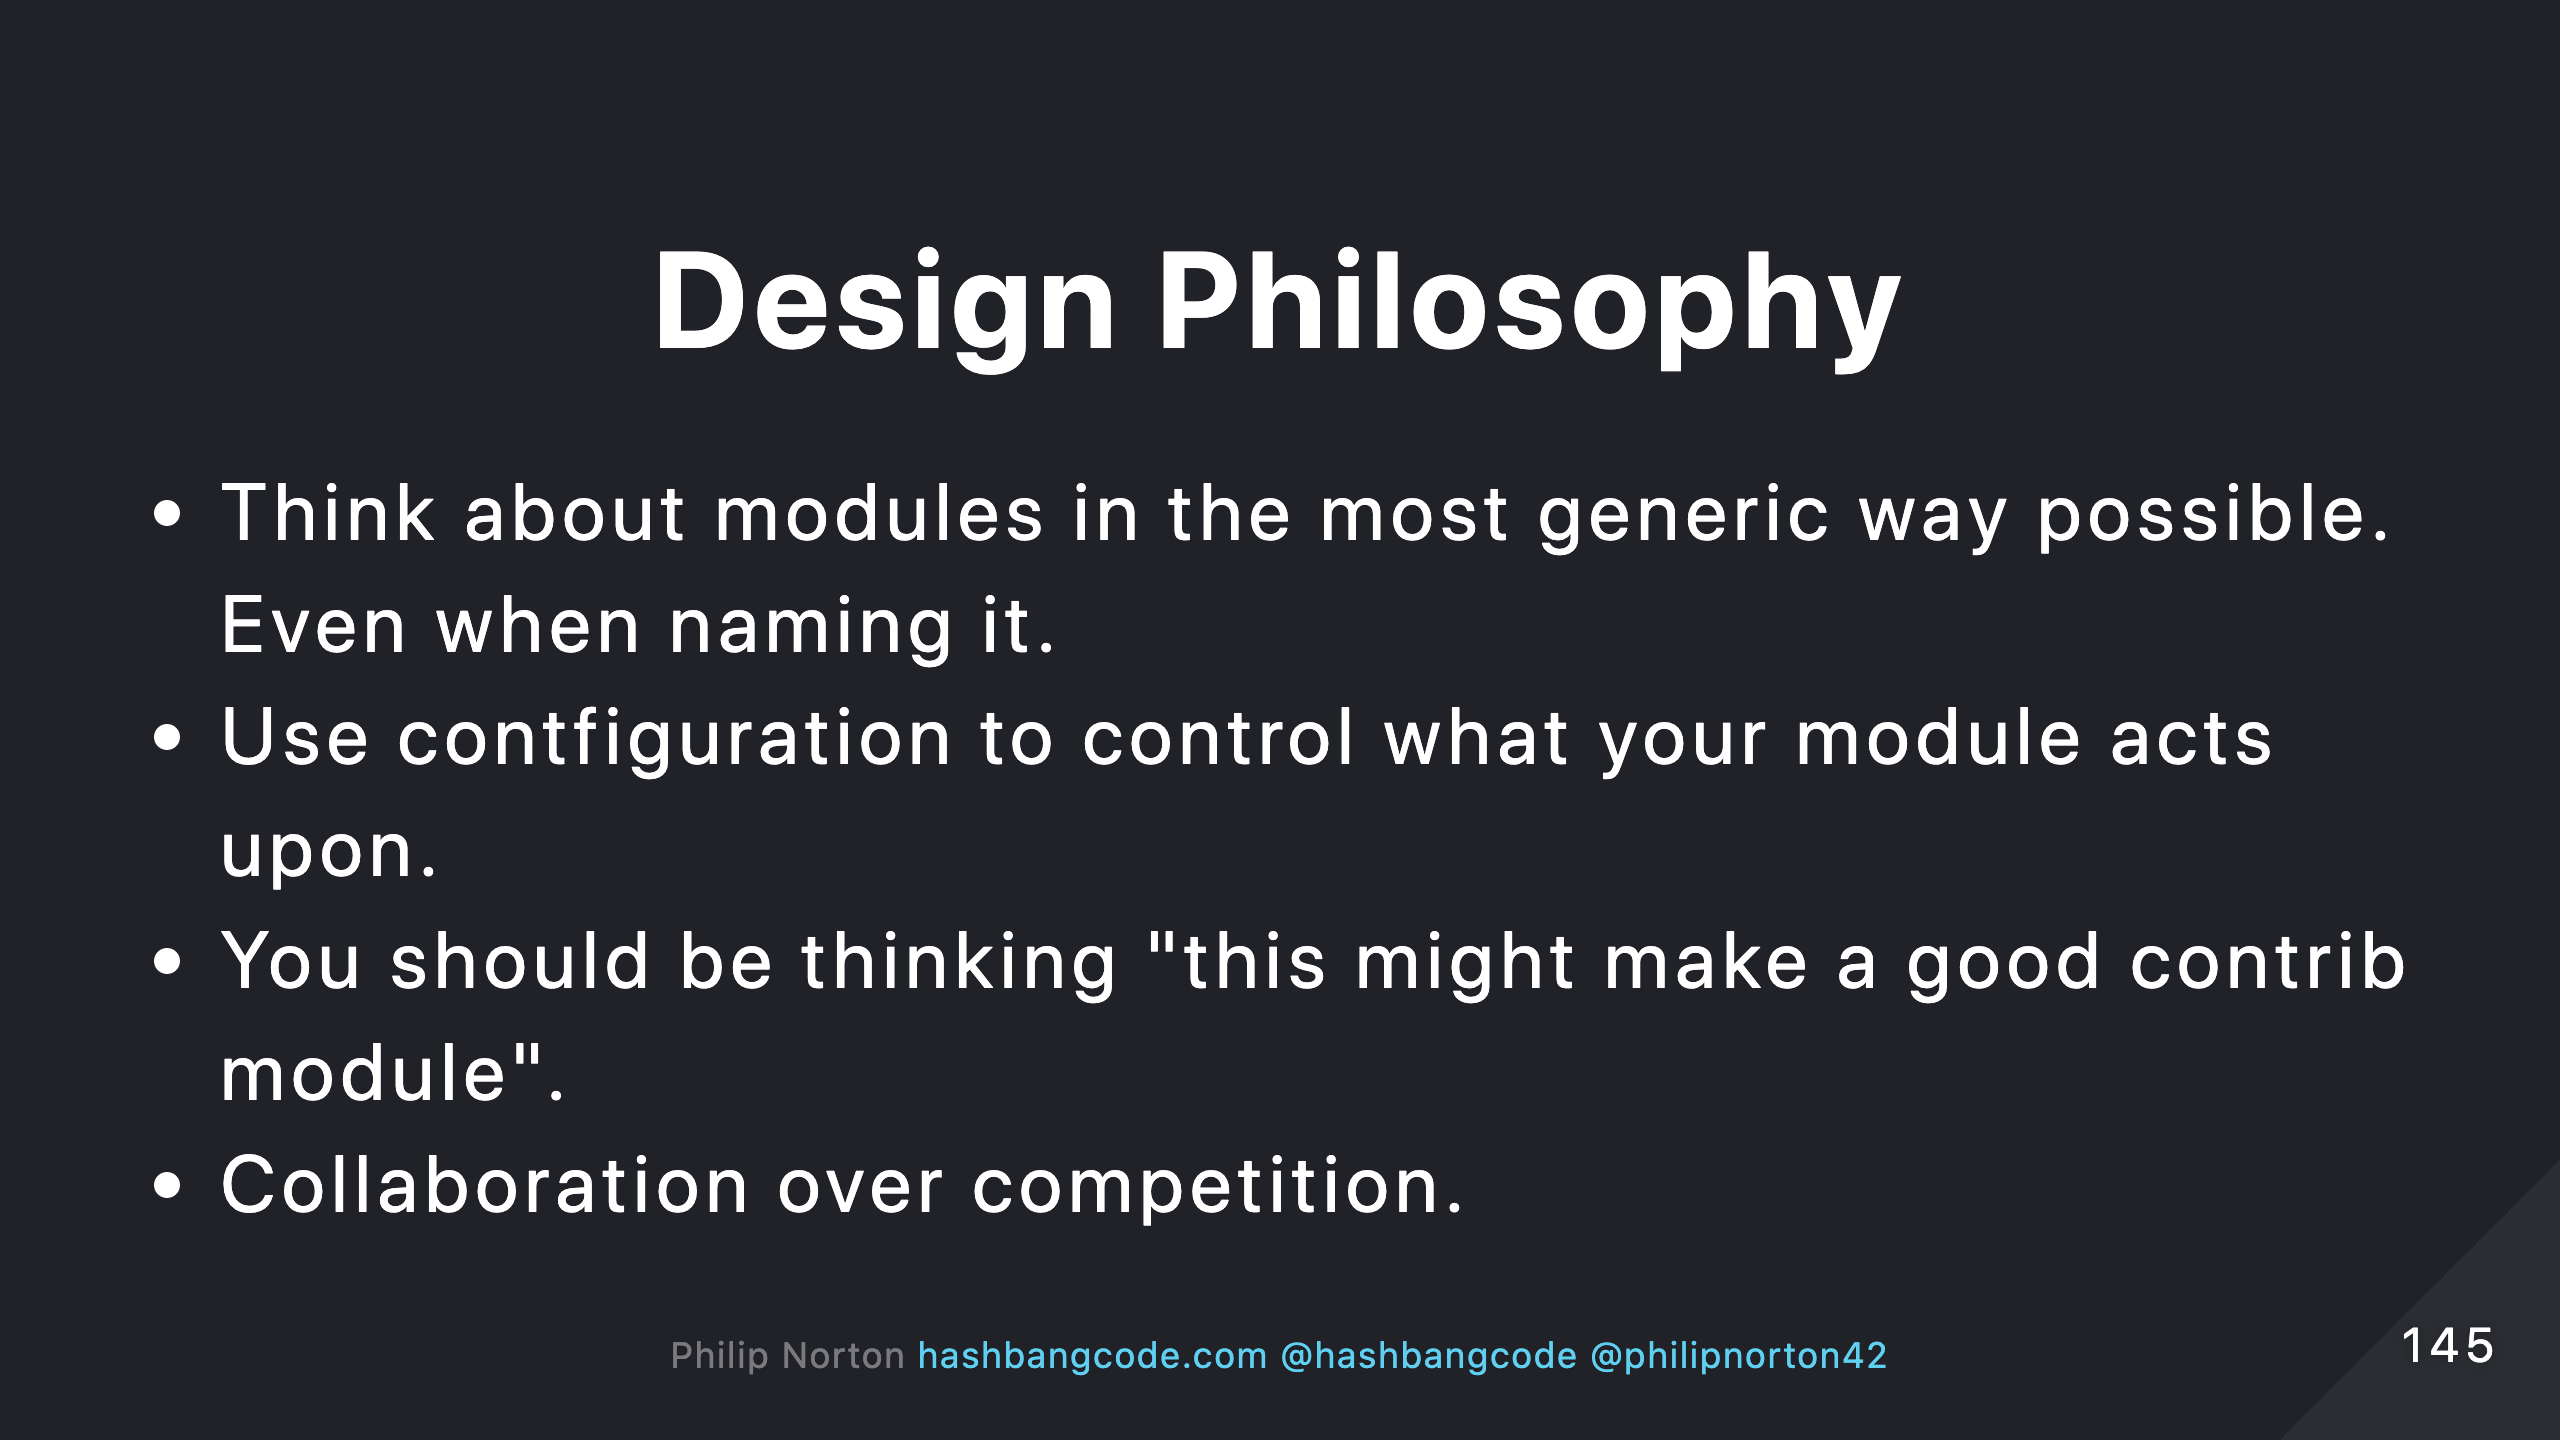 Design Philosophy
• Think about modules in the most generic way possible.
Even when naming it.
• Use contfiguration to control what your module acts
upon.
• You should be thinking "this might make a good contrib
module".
• Collaboration over competition.
Philip Norton hashbangcode.com @hashbangcode @philipnorton42
145